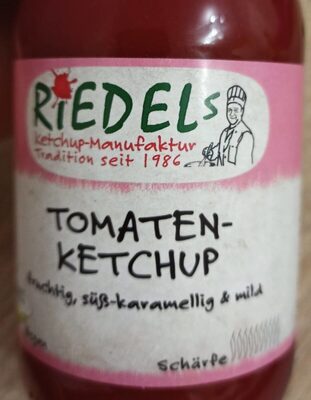 RiEDELs
Ketchup-Manufaktur
Tradition seit 1986
TOMATEN-
KETCHUP
fruchtig, süß-karamellig & mild
Schärfe